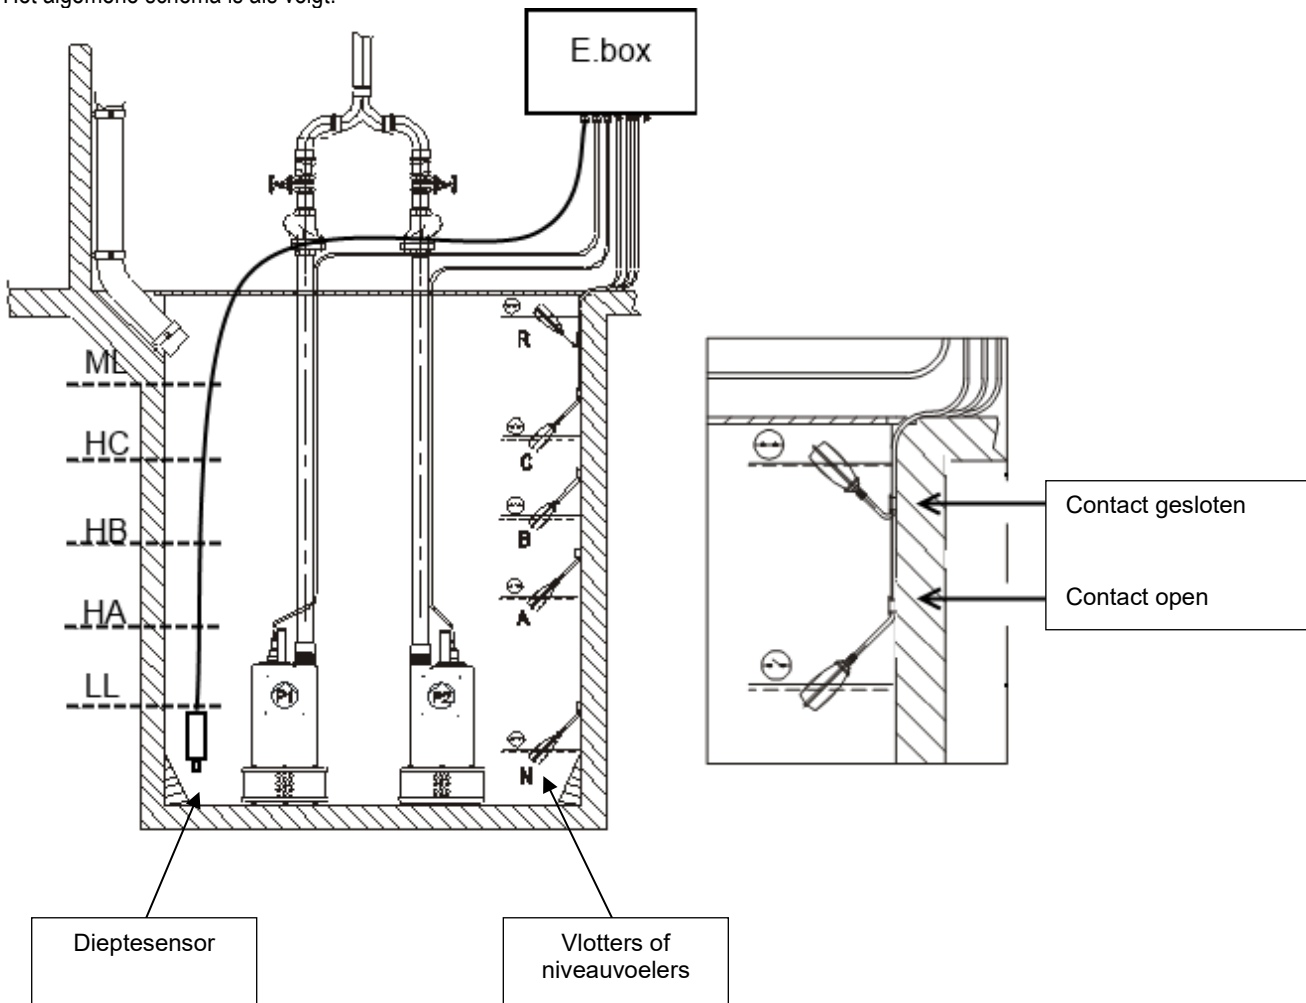 Het algemene schema is als volgt:
E.box
ML
HC
HB
HA
LL
R
C
B
A
N
P1
P2
Contact gesloten
Contact open
Dieptesensor
Vlotters of
niveauvoelers